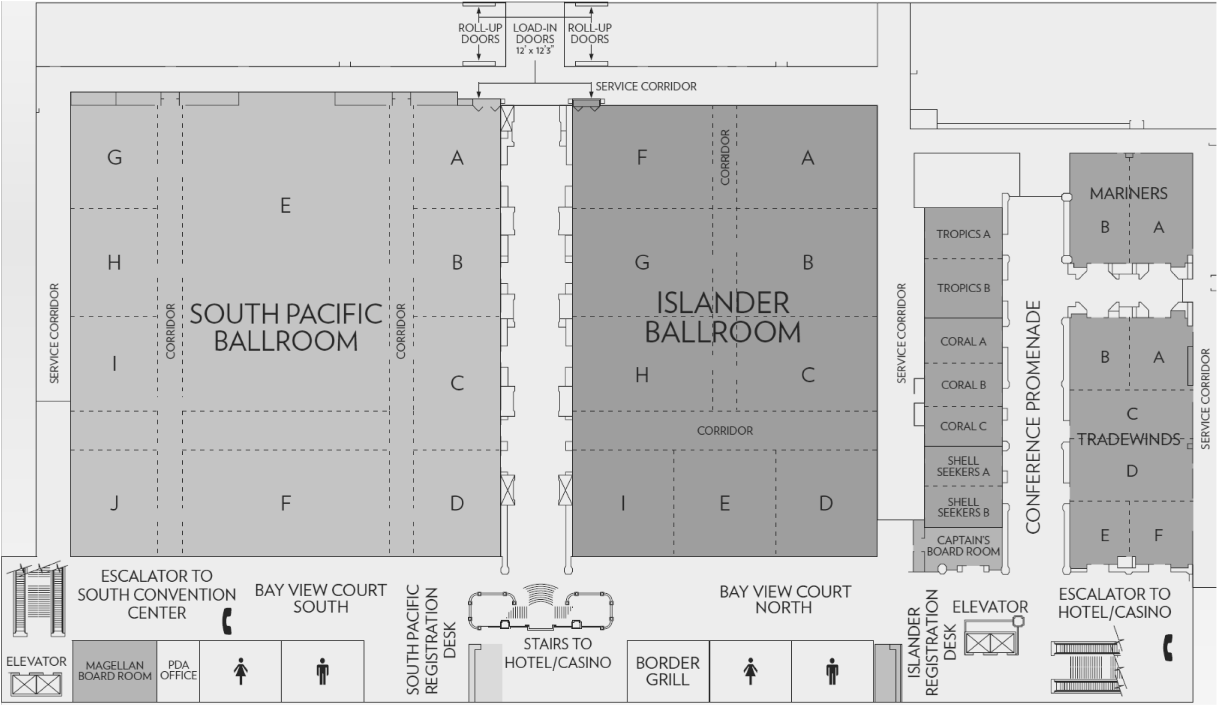 ROLL-UP
DOORS
LOAD-IN
DOORS
12' x 12'3"
ROLL-UP
DOORS
SERVICE CORRIDOR
G
E
A
H
B
SOUTH PACIFIC
BALLROOM
I
C
J
F
D
SERVICE CORRIDOR
CORRIDOR
CORRIDOR
F
CORRIDOR
A
G
B
ISLANDER
BALLROOM
H
C
CORRIDOR
I
E
D
SERVICE CORRIDOR
TROPICS A
TROPICS B
CORAL A
CORAL B
CORAL C
SHELL
SEEKERS A
SHELL
SEEKERS B
CAPTAIN'S
BOARD ROOM
CONFERENCE PROMENADE
MARINERS
B
A
B
A
C
TRADEWINDS
D
E
F
SERVICE CORRIDOR
ESCALATOR TO
SOUTH CONVENTION
CENTER
BAY VIEW COURT
SOUTH
SOUTH PACIFIC
REGISTRATION
DESK
STAIRS TO
HOTEL/CASINO
BAY VIEW COURT
NORTH
ISLANDER
REGISTRATION
DESK
ELEVATOR
ESCALATOR TO
HOTEL/CASINO
ELEVATOR
MAGELLAN
BOARD ROOM
PDA
OFFICE
BORDER
GRILL